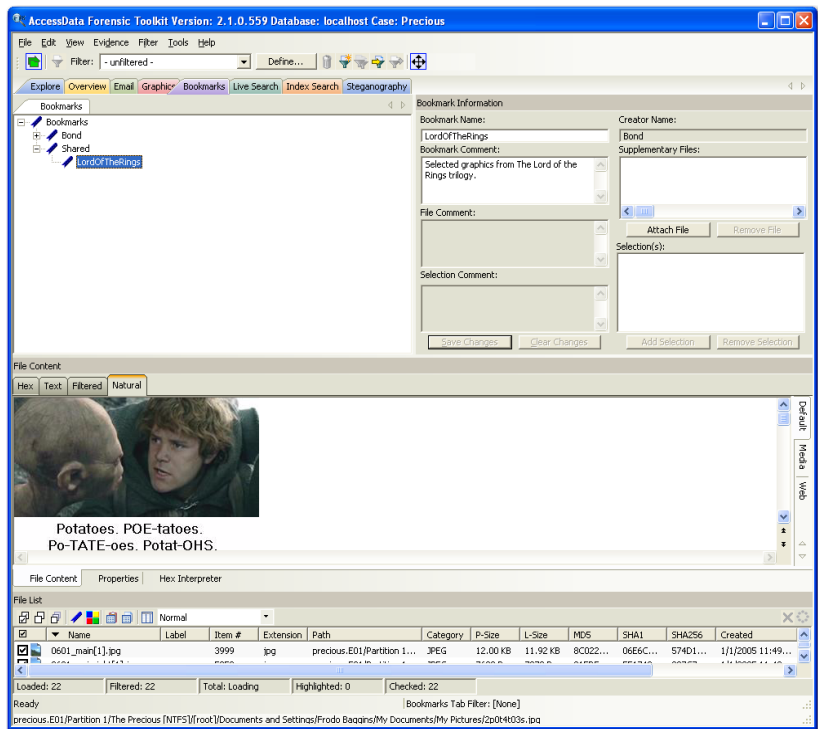 AccessData Forensic Toolkit Version: 2.1.0.559 Database: localhost Case: Precious
File Edit View Evidence Filter Tools Help
Filter: - unfiltered - Define...
Explore Overview Email Graphics Bookmarks Live Search Index Search Steganography
Bookmarks
Bookmarks
Bond
Shared
LordOfTheRings
Bookmark Information
Bookmark Name: Creator Name:
LordOfTheRings Bond
Bookmark Comment: Supplementary Files:
Selected graphics from The Lord of the
Rings trilogy.
File Comment:
Attach File Remove File
Selection(s):
Selection Comment:
Save Changes Clear Changes Add Selection Remove Selection
File Content
Hex Text Filtered Natural
Default
Media
Web
Potatoes. POE-tatoes.
Po-TATE-oes. Potat-OHS.
File Content Properties Hex Interpreter
File List
Normal
Name Label Item # Extension Path Category P-Size L-Size MD5 SHA1 SHA256 Created
0601_main[1].jpg 3999 jpg precious.E01/Partition 1... JPEG 12.00 KB 11.92 KB 8C022... 06E6C... 574D1... 1/1/2005 11:49...
Loaded: 22 Filtered: 22 Total: Loading Highlighted: 0 Checked: 22
Ready Bookmarks Tab Filter: [None]
precious.E01/Partition 1/The Precious [NTFS]/[root]/Documents and Settings/Frodo Baggins/My Documents/My Pictures/2p0t4t03s.jpg